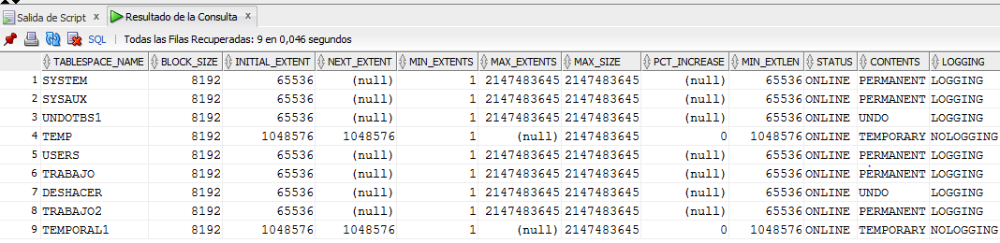 Salida de Script x Resultado de la Consulta x
SQL | Todas las Filas Recuperadas: 9 en 0,046 segundos
TABLESPACE_NAME BLOCK_SIZE INITIAL_EXTENT NEXT_EXTENT MIN_EXTENTS MAX_EXTENTS MAX_SIZE PCT_INCREASE MIN_EXTLEN STATUS CONTENTS LOGGING
1 SYSTEM 8192 65536 (null) 1 2147483645 2147483645 (null) 65536 ONLINE PERMANENT LOGGING
2 SYSAUX 8192 65536 (null) 1 2147483645 2147483645 (null) 65536 ONLINE PERMANENT LOGGING
3 UNDOTBS1 8192 65536 (null) 1 2147483645 2147483645 (null) 65536 ONLINE UNDO LOGGING
4 TEMP 8192 1048576 1048576 1 (null) 2147483645 0 1048576 ONLINE TEMPORARY NOLOGGING
5 USERS 8192 65536 (null) 1 2147483645 2147483645 (null) 65536 ONLINE PERMANENT LOGGING
6 TRABAJO 8192 65536 (null) 1 2147483645 2147483645 (null) 65536 ONLINE PERMANENT LOGGING
7 DESHACER 8192 65536 (null) 1 2147483645 2147483645 (null) 65536 ONLINE UNDO LOGGING
8 TRABAJO2 8192 65536 (null) 1 2147483645 2147483645 (null) 65536 ONLINE PERMANENT LOGGING
9 TEMPORAL1 8192 1048576 1048576 1 (null) 2147483645 0 1048576 ONLINE TEMPORARY NOLOGGING